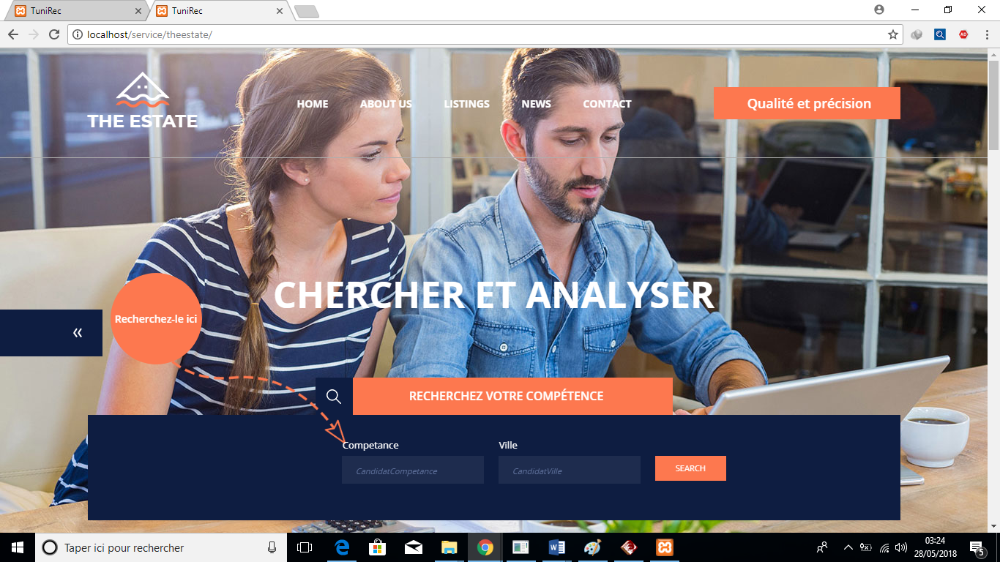 TuniRec
TuniRec
localhost/service/theestate/
THE ESTATE
HOME ABOUT US LISTINGS NEWS CONTACT
Qualité et précision
CHERCHER ET ANALYSER
Recherchez-le ici
«
RECHERCHEZ VOTRE COMPÉTENCE
Competance Ville
CandidatCompetance CandidatVille SEARCH
Taper ici pour rechercher
03:24
28/05/2018
5